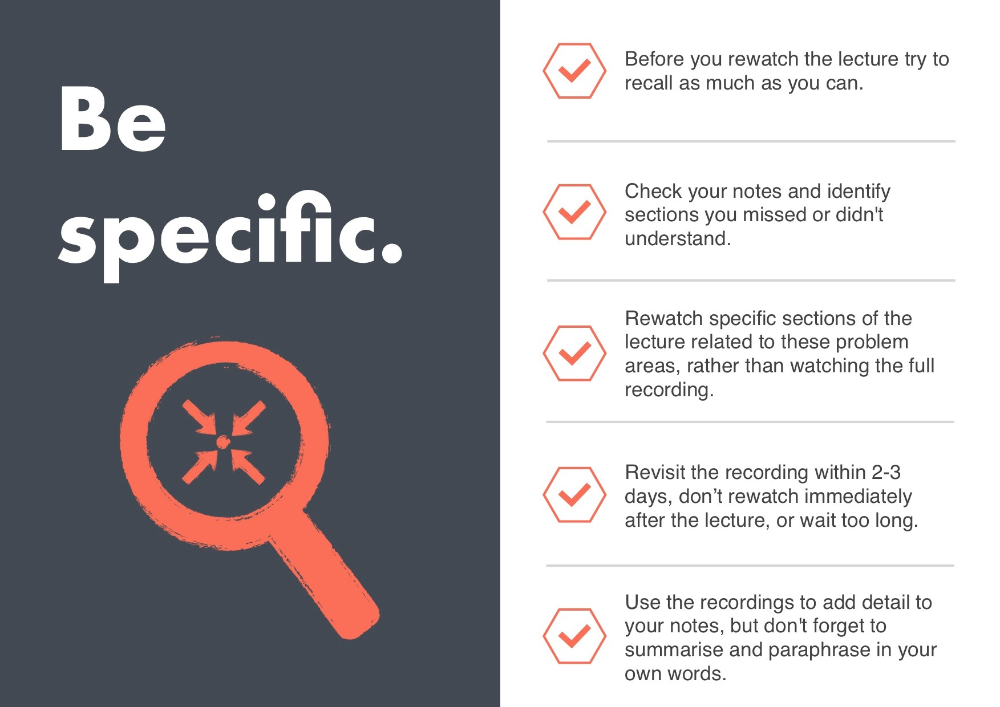 Be
specific.
Before you rewatch the lecture try to
recall as much as you can.
Check your notes and identify
sections you missed or didn't
understand.
Rewatch specific sections of the
lecture related to these problem
areas, rather than watching the full
recording.
Revisit the recording within 2-3
days, don’t rewatch immediately
after the lecture, or wait too long.
Use the recordings to add detail to
your notes, but don't forget to
summarise and paraphrase in your
own words.